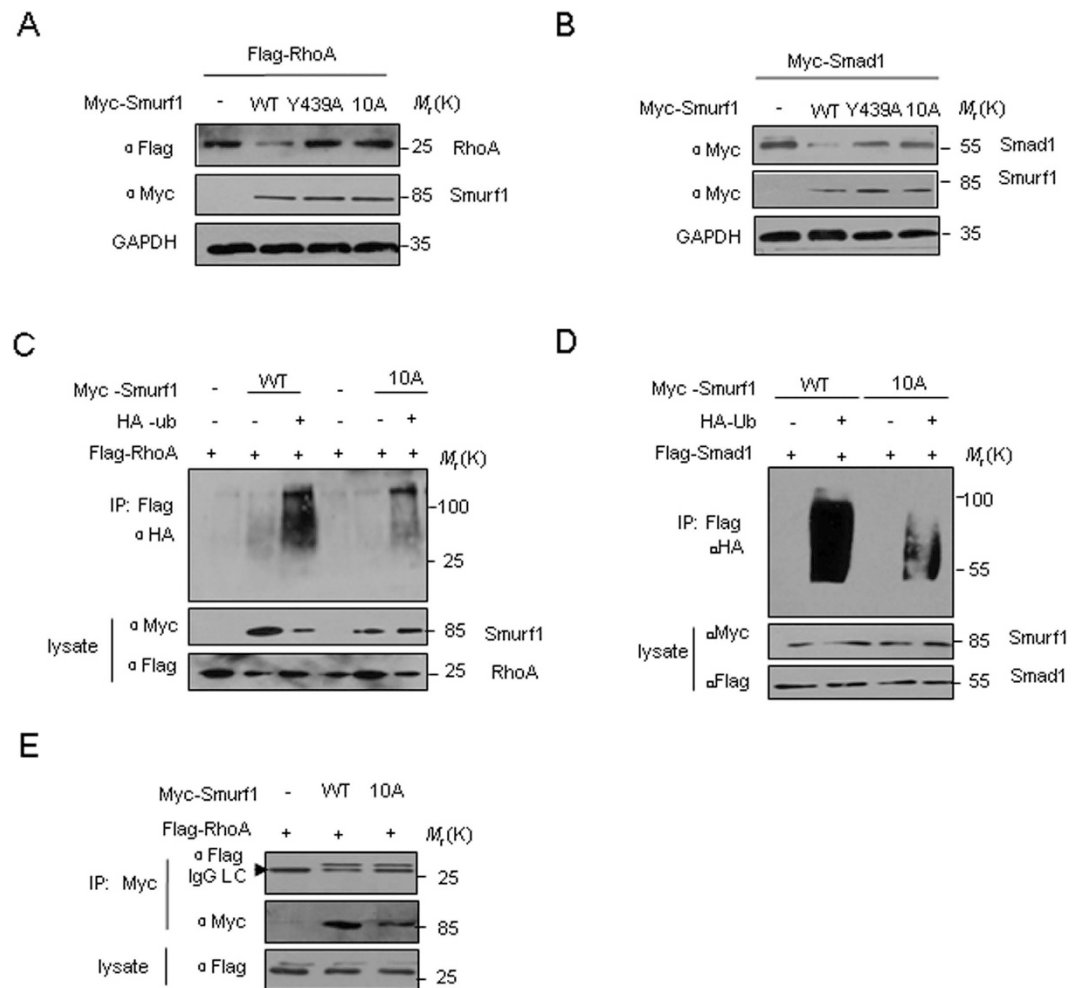 A
Flag-RhoA
Myc-Smurf1 - WT Y439A 10A Mr(K)
α Flag 25 RhoA
α Myc 85 Smurf1
GAPDH 35
B
Myc-Smad1
Myc-Smurf1 - WT Y439A 10A Mr(K)
α Myc 55 Smad1
α Myc 85 Smurf1
GAPDH 35
C
Myc -Smurf1 - WT - 10A
HA -ub - - + - - +
Flag-RhoA + + + + + + Mr(K)
IP: Flag 100
α HA
25
lysate
α Myc 85 Smurf1
α Flag 25 RhoA
D
Myc -Smurf1 WT 10A
HA-Ub - + - +
Flag-Smad1 + + + + Mr(K)
100
IP: Flag
αHA
55
lysate
αMyc 85 Smurf1
αFlag 55 Smad1
E
Myc-Smurf1 - WT 10A
Flag-RhoA + + + Mr(K)
IP: Myc
α Flag
IgG LC 25
α Myc 85
lysate α Flag 25